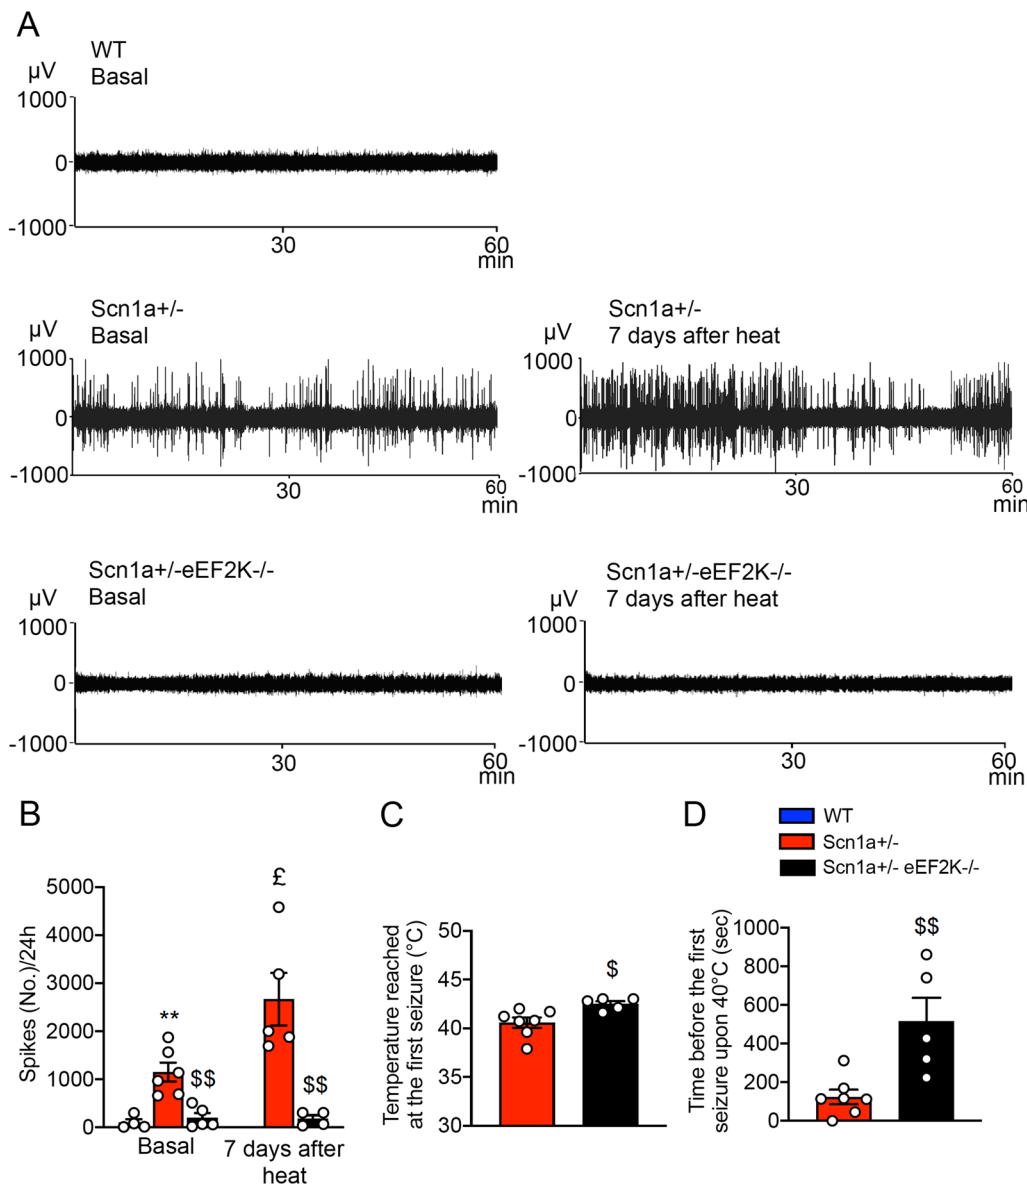 A
WT
Basal
µV
1000
0
-1000
30
60
min
Scn1a+/-
Basal
µV
1000
0
-1000
30
60
min
Scn1a+/-
7 days after heat
µV
1000
0
-1000
30
60
min
Scn1a+/-eEF2K-/-
Basal
µV
1000
0
-1000
30
60
min
Scn1a+/-eEF2K-/-
7 days after heat
µV
1000
0
-1000
30
60
min
B
Spikes (No.)/24h
5000
4000
3000
2000
1000
0
**
$$
£
$$
Basal
7 days after
heat
C
Temperature reached
at the first seizure (°C)
50
45
40
35
30
$
D
WT
Scn1a+/-
Scn1a+/- eEF2K-/-
Time before the first
seizure upon 40°C (sec)
1000
800
600
400
200
0
$$